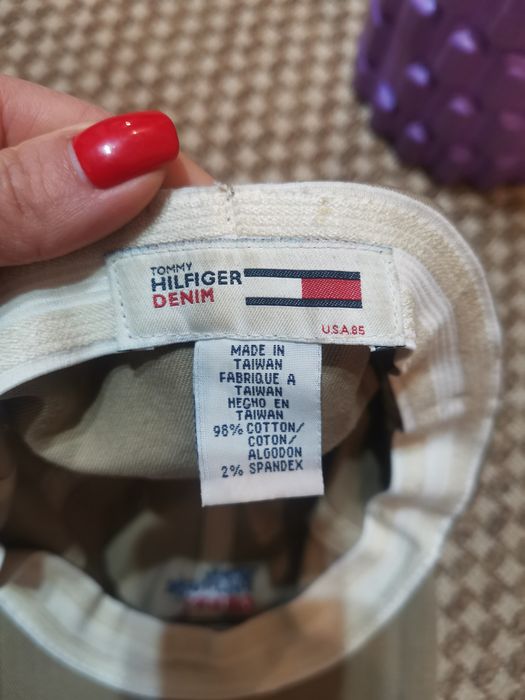 TOMMY
HILFIGER
DENIM
U.S.A.85
MADE IN
TAIWAN
FABRIQUE A
TAIWAN
HECHO EN
TAIWAN
98% COTTON/
COTON/
ALGODON
2% SPANDEX